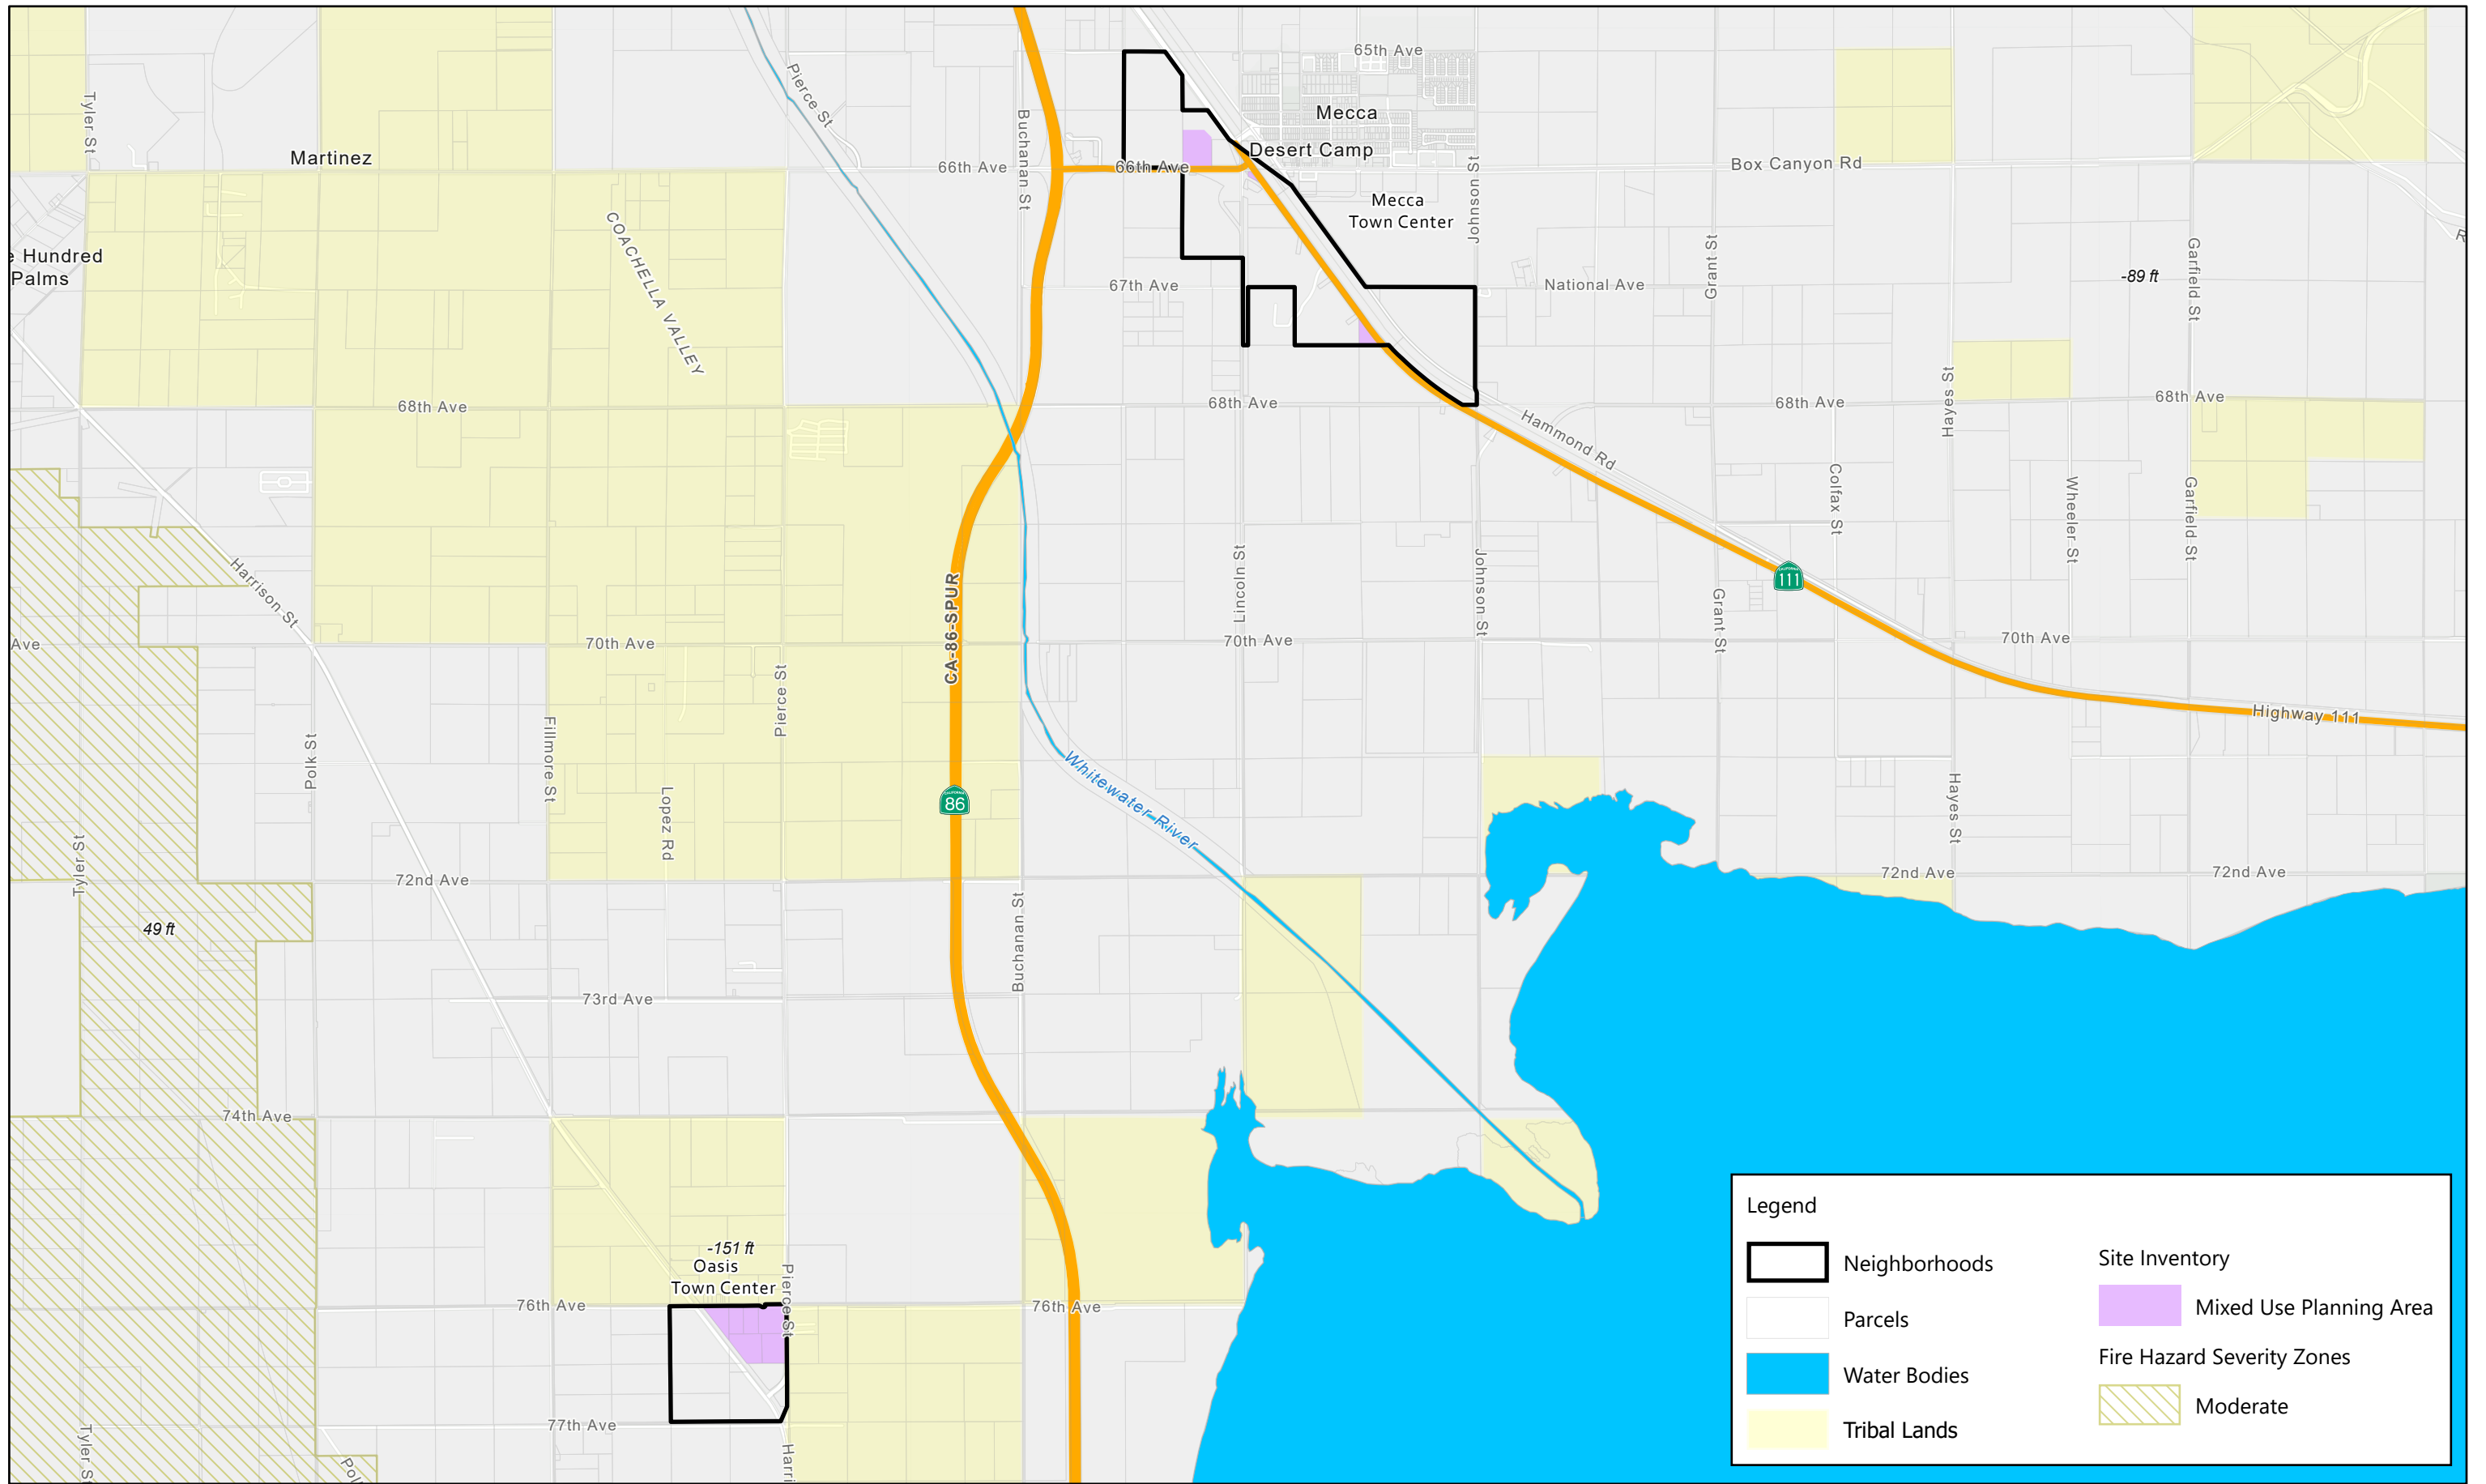 65th Ave
Tyler St
Pierce St
Buchanan St
Mecca
Martinez
Desert Camp
66th Ave
66th Ave
Box Canyon Rd
Johnson St
Mecca
Town Center
COACHELLA VALLEY
Grant St
Garfield St
e Hundred
Palms
-89 ft
67th Ave
National Ave
68th Ave
68th Ave
68th Ave
68th Ave
Hayes St
Hammond Rd
Colfax St
Wheeler St
Garfield St
Harrison St
CA-86-SPUR
Lincoln St
Johnson St
CALIFORNIA
111
Grant St
Ave
70th Ave
70th Ave
70th Ave
Pierce St
Polk St
Fillmore St
Highway 111
Lopez Rd
CALIFORNIA
86
Whitewater River
Hayes St
Tyler St
72nd Ave
72nd Ave
72nd Ave
49 ft
Buchanan St
73rd Ave
74th Ave
-151 ft
Oasis
Town Center
Pierce St
76th Ave
76th Ave
77th Ave
Tyler St
Pol
Harri
Legend
Neighborhoods
Parcels
Water Bodies
Tribal Lands
Site Inventory
Mixed Use Planning Area
Fire Hazard Severity Zones
Moderate